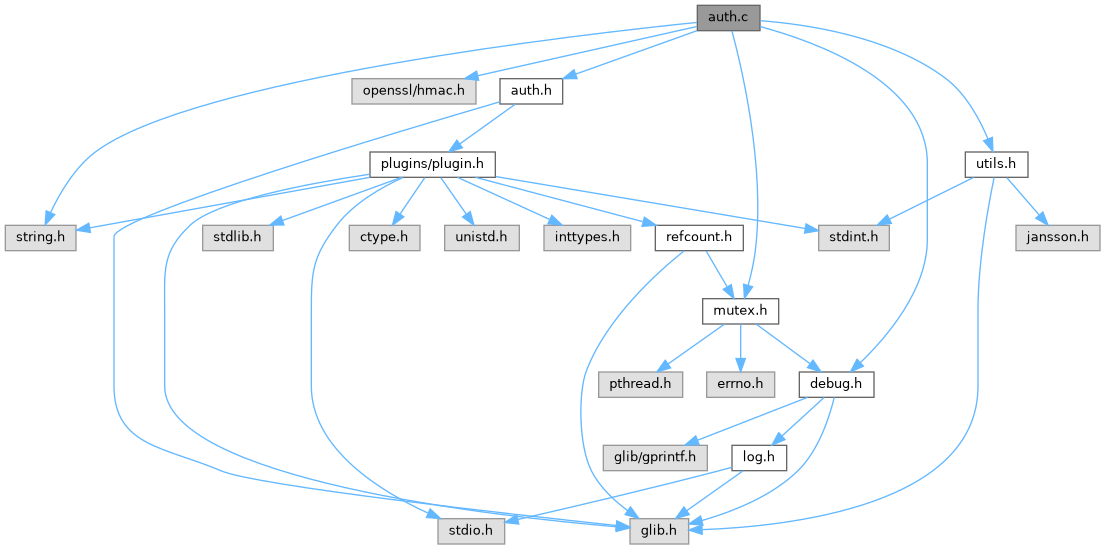 auth.c
openssl/hmac.h
auth.h
plugins/plugin.h
utils.h
string.h
stdlib.h
ctype.h
unistd.h
inttypes.h
refcount.h
stdint.h
jansson.h
mutex.h
pthread.h
errno.h
debug.h
glib/gprintf.h
log.h
stdio.h
glib.h